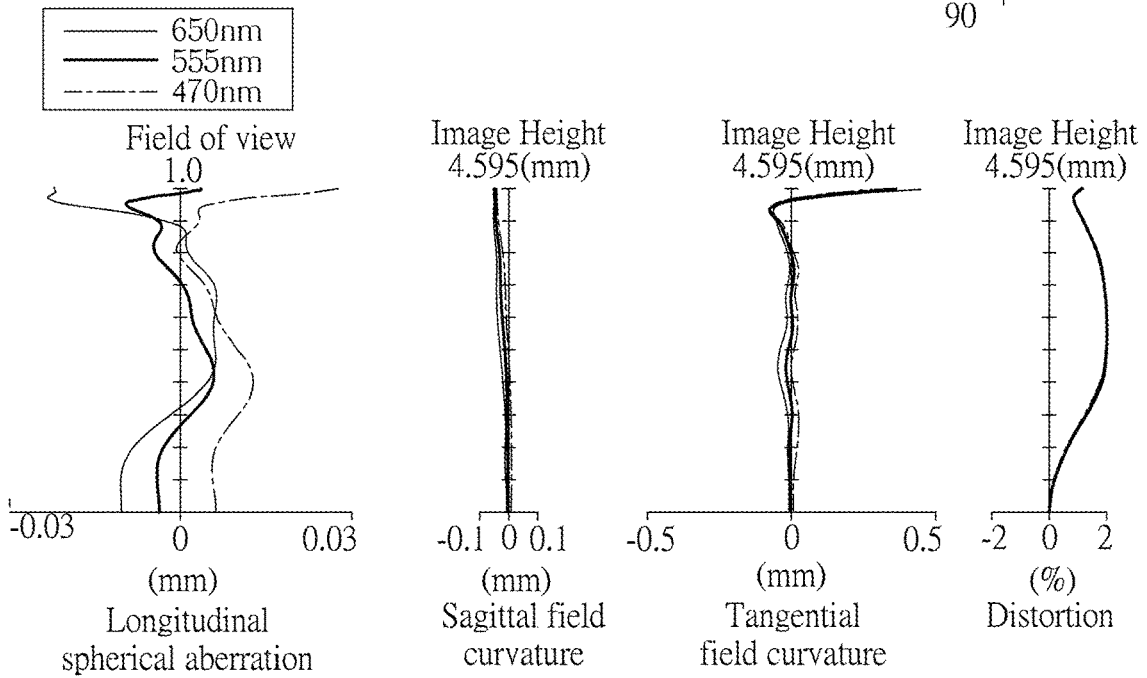 90
650nm
555nm
470nm
Field of view
1.0
Image Height
4.595(mm)
Image Height
4.595(mm)
Image Height
4.595(mm)
-0.03
0
0.03
(mm)
Longitudinal
spherical aberration
-0.1
0
0.1
(mm)
Sagittal field
curvature
-0.5
0
0.5
(mm)
Tangential
field curvature
-2
0
2
(%)
Distortion